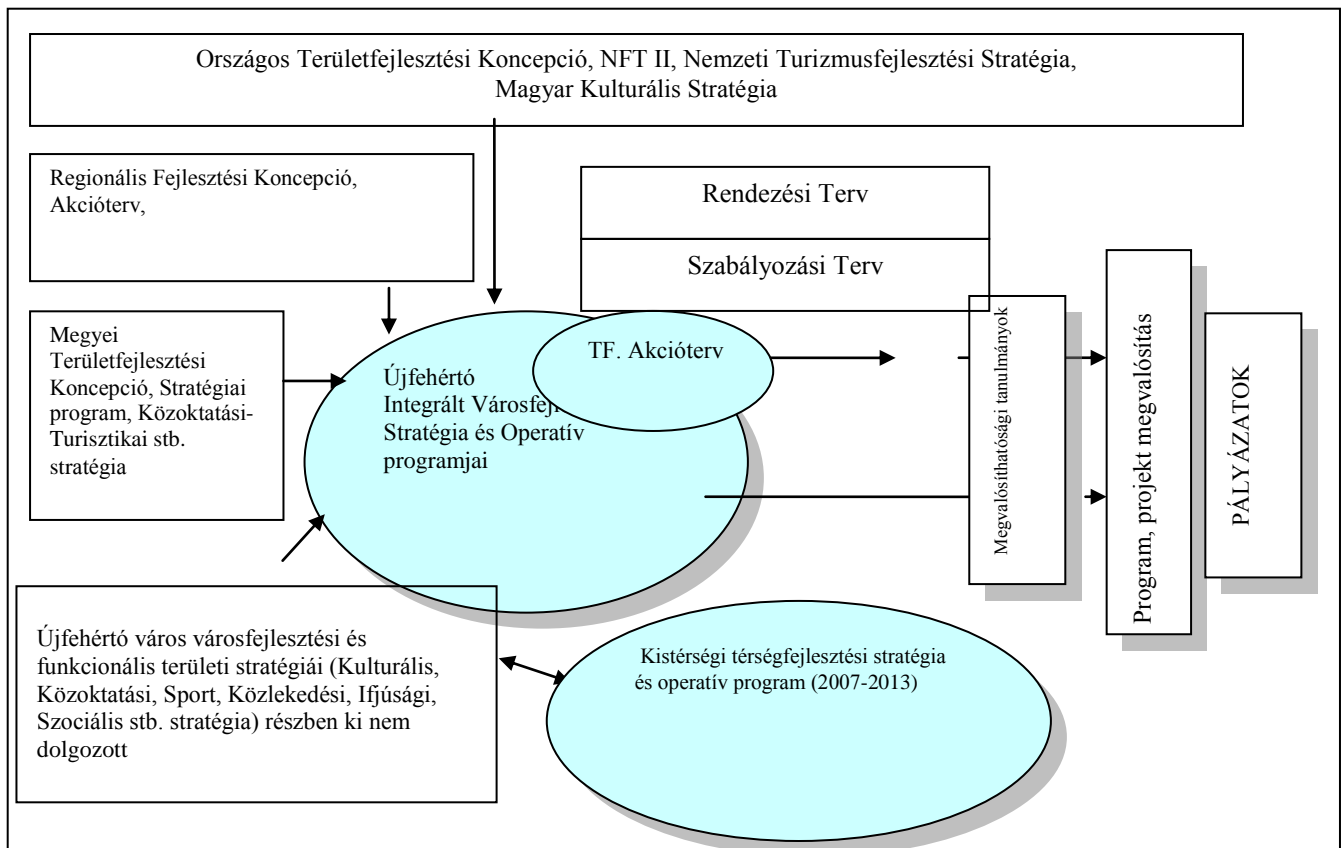 Országos Területfejlesztési Koncepció, NFT II, Nemzeti Turizmusfejlesztési Stratégia,
Magyar Kulturális Stratégia
Regionális Fejlesztési Koncepció,
Akcióterv,
Rendezési Terv
Szabályozási Terv
Megyei
Területfejlesztési
Koncepció, Stratégiai
program, Közoktatási-
Turisztikai stb.
stratégia
TF. Akcióterv
Újfehértó
Integrált Városfej
Stratégia és Operatív
programjai
Megvalósíthatósági tanulmányok
Program, projekt megvalósítás
PÁLYÁZATOK
Újfehértó város városfejlesztési és
funkcionális területi stratégiái (Kulturális,
Közoktatási, Sport, Közlekedési, Ifjúsági,
Szociális stb. stratégia) részben ki nem
dolgozott
Kistérségi térségfejlesztési stratégia
és operatív program (2007-2013)